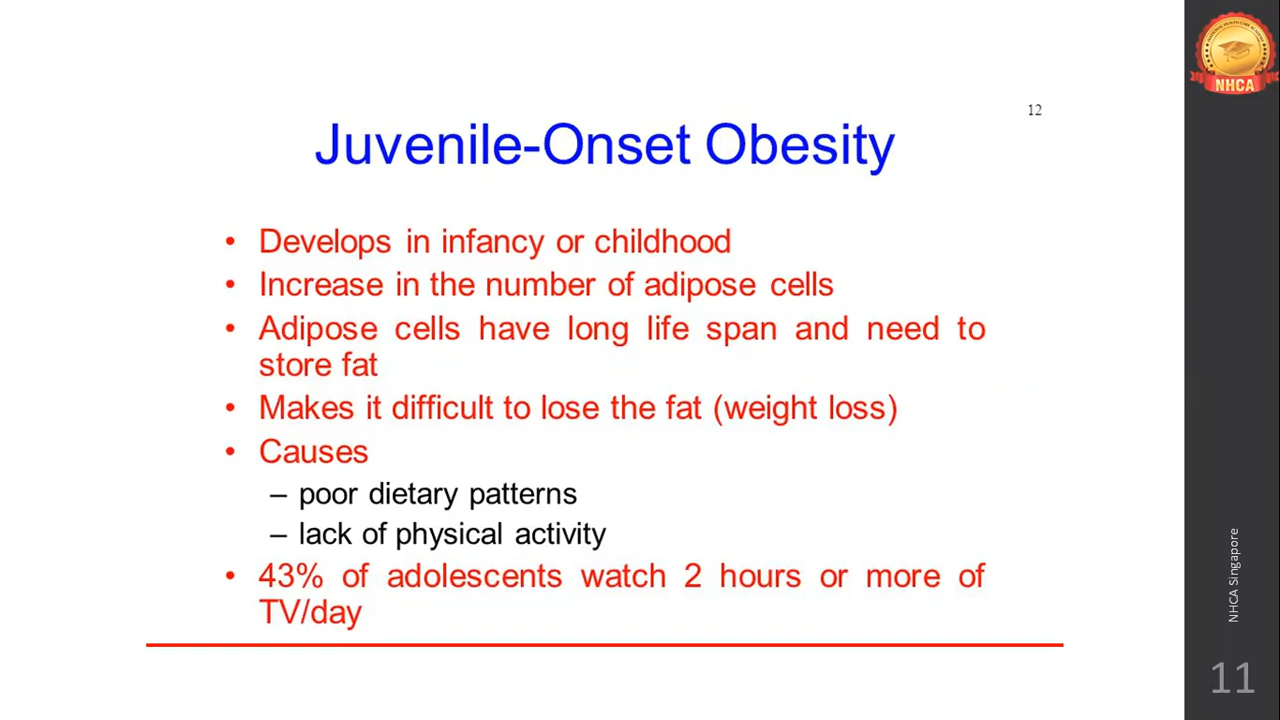 12
Juvenile-Onset Obesity
• Develops in infancy or childhood
• Increase in the number of adipose cells
• Adipose cells have long life span and need to
store fat
• Makes it difficult to lose the fat (weight loss)
• Causes
– poor dietary patterns
– lack of physical activity
• 43% of adolescents watch 2 hours or more of
TV/day
NHCA
NHCA Singapore
11